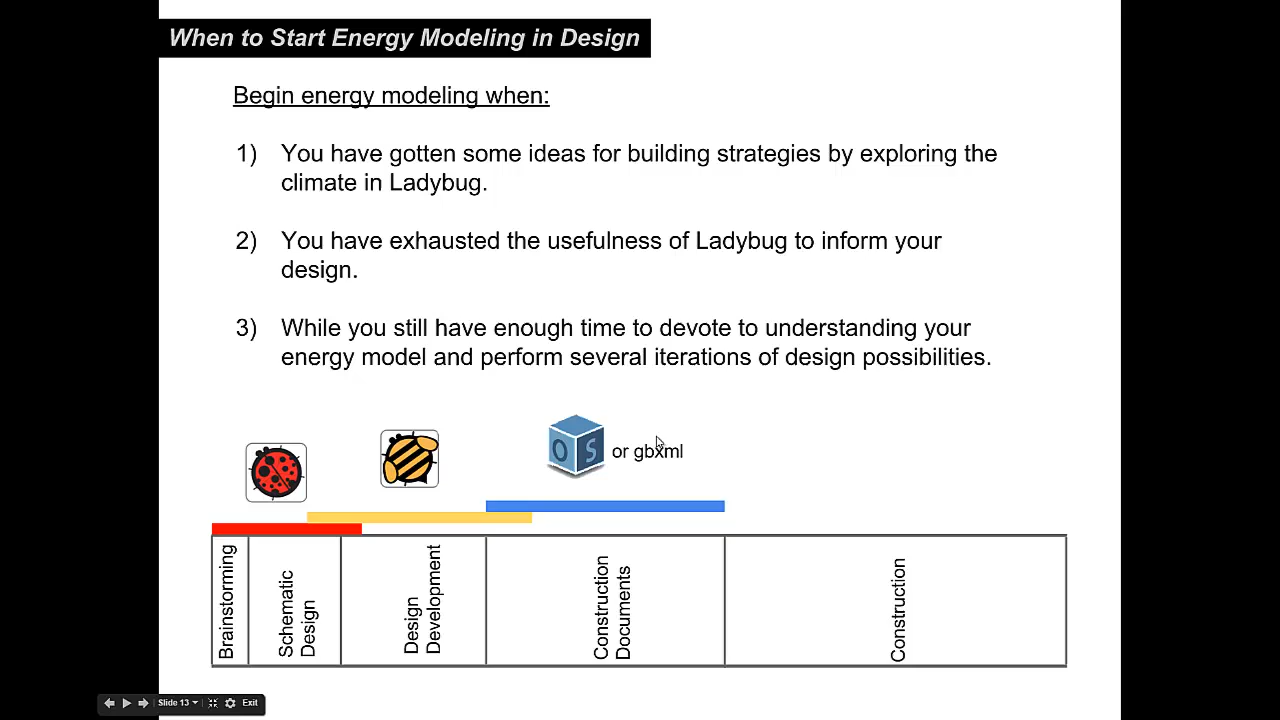 When to Start Energy Modeling in Design
Begin energy modeling when:
1) You have gotten some ideas for building strategies by exploring the
climate in Ladybug.
2) You have exhausted the usefulness of Ladybug to inform your
design.
3) While you still have enough time to devote to understanding your
energy model and perform several iterations of design possibilities.
OS or gbxml
Brainstorming
Schematic
Design
Design
Development
Construction
Documents
Construction
Slide 13
Exit